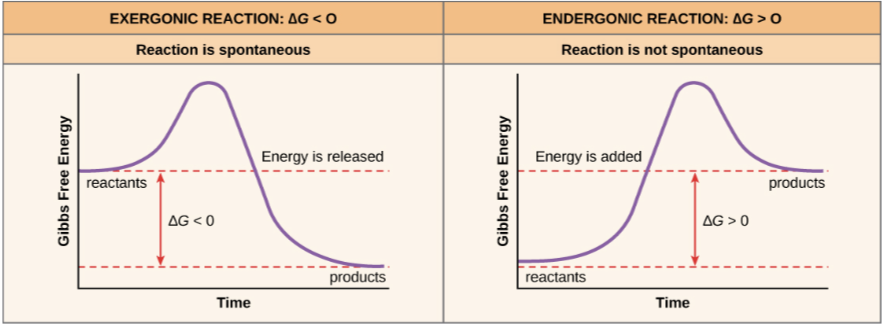 EXERGONIC REACTION: ΔG < O
Reaction is spontaneous
Gibbs Free Energy
Energy is released
reactants
ΔG < 0
products
Time
ENDERGONIC REACTION: ΔG > O
Reaction is not spontaneous
Gibbs Free Energy
Energy is added
products
ΔG > 0
reactants
Time